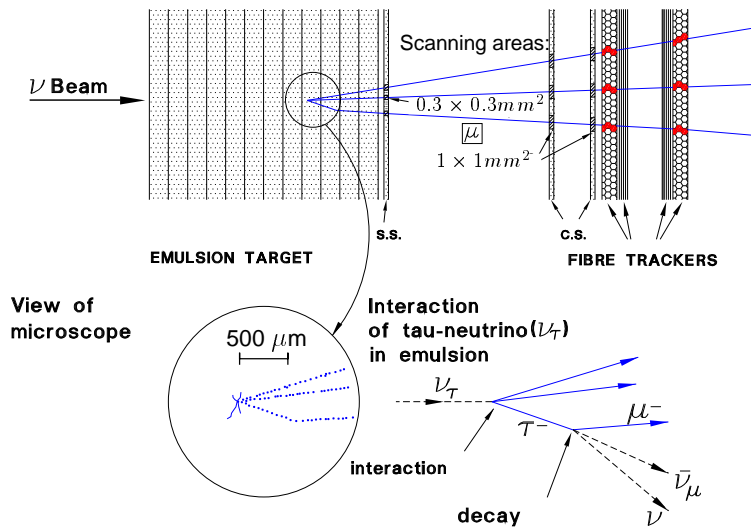 Scanning areas:
ν Beam
0.3 × 0.3mm²
μ
1 × 1mm²
S.S.
C.S.
EMULSION TARGET
FIBRE TRACKERS
View of
microscope
500 μm
Interaction
of tau-neutrino(ν_τ)
in emulsion
ν_τ
τ⁻
μ⁻
interaction
decay
ν̄_μ
ν